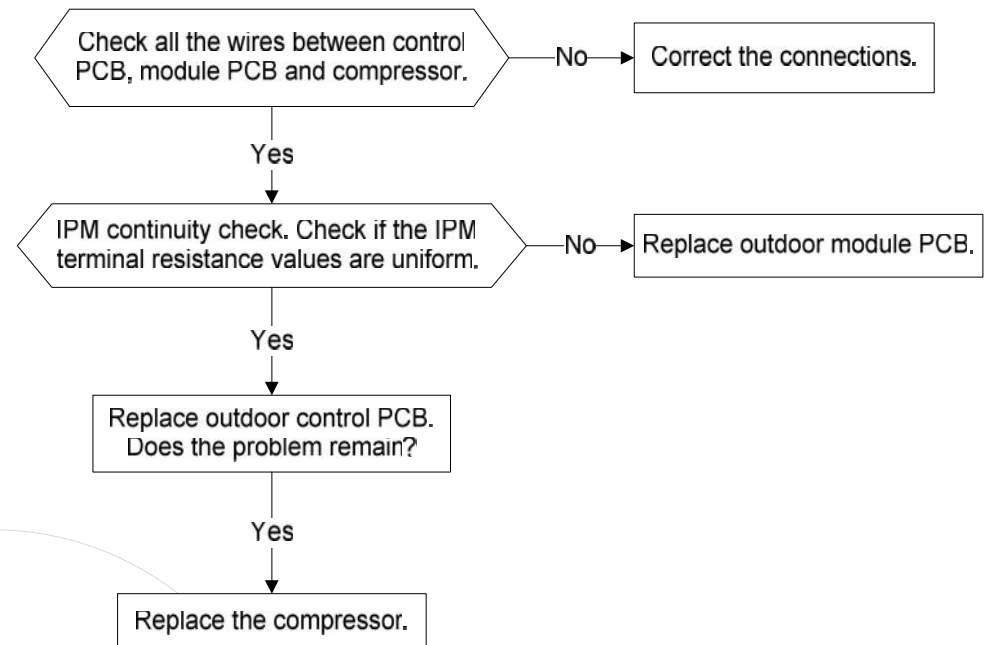 Check all the wires between control
PCB, module PCB and compressor.
No
Correct the connections.
Yes
IPM continuity check. Check if the IPM
terminal resistance values are uniform.
No
Replace outdoor module PCB.
Yes
Replace outdoor control PCB.
Does the problem remain?
Yes
Replace the compressor.